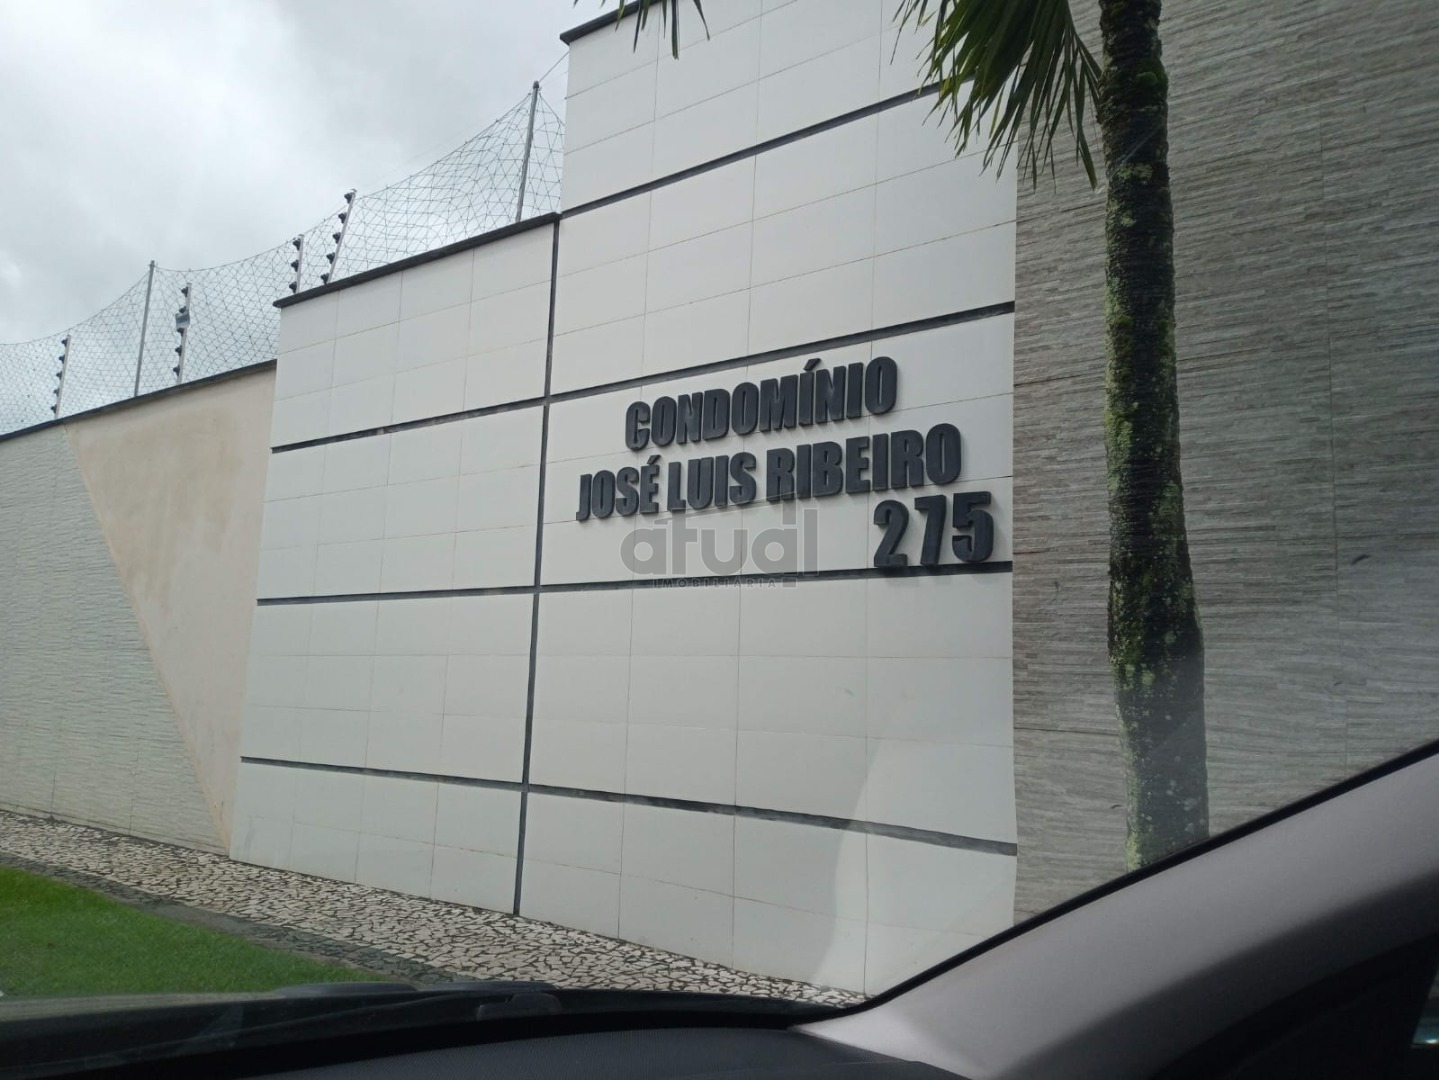 CONDOMÍNIO
JOSÉ LUIS RIBEIRO
275
atual
IMOBILIÁRIA